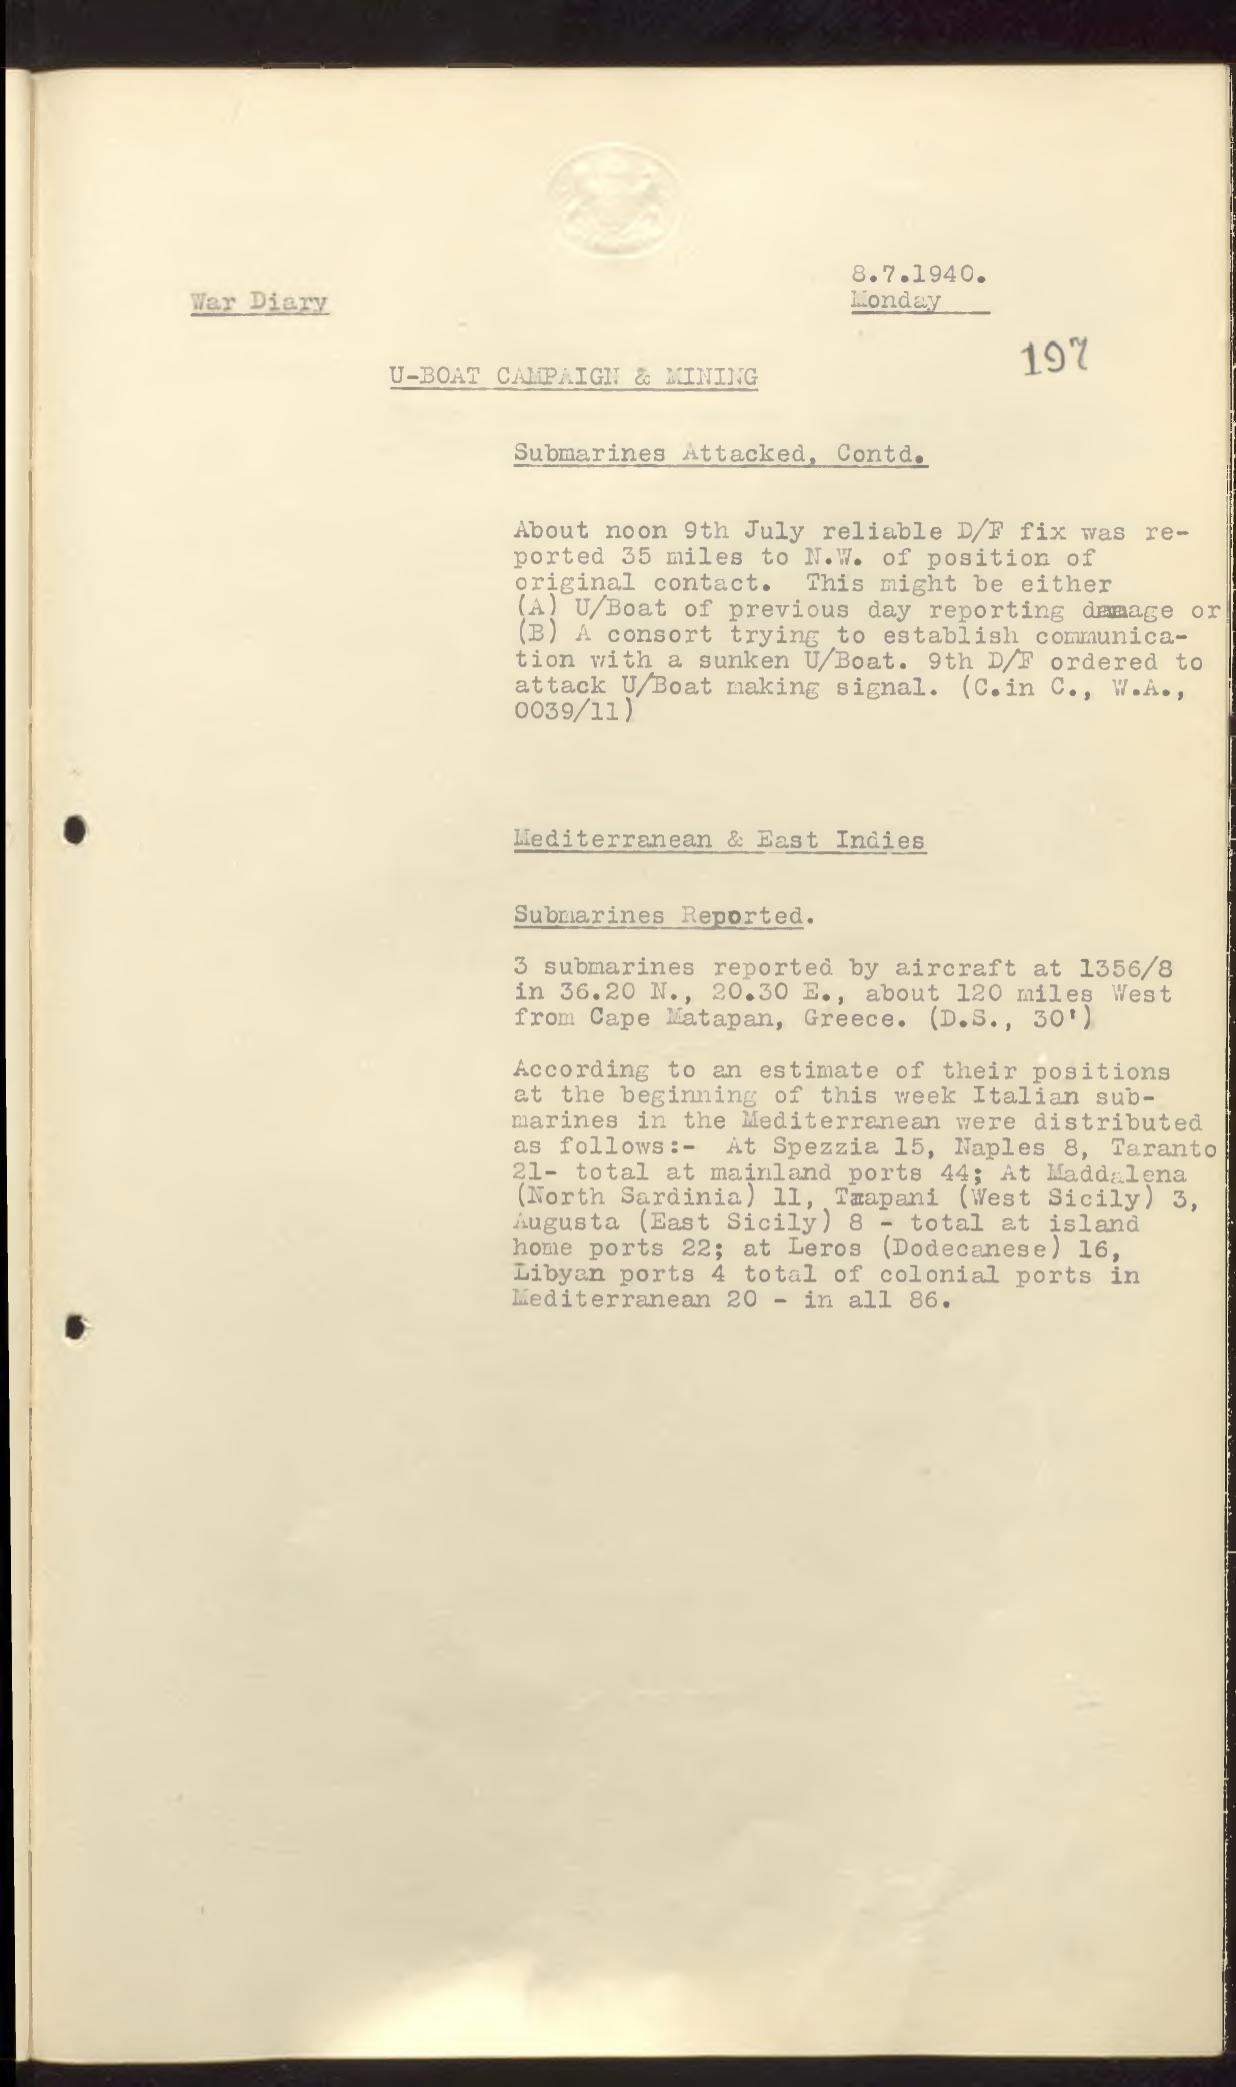 8.7.1940.
War Diary
Monday
197
U-BOAT CAMPAIGN & MINING
Submarines Attacked, Contd.
About noon 9th July reliable D/F fix was re-
ported 35 miles to N.W. of position of
original contact. This might be either
(A) U/Boat of previous day reporting damage or
(B) A consort trying to establish communica-
tion with a sunken U/Boat. 9th D/F ordered to
attack U/Boat making signal. (C.in C., W.A.,
0039/11)
Mediterranean & East Indies
Submarines Reported.
3 submarines reported by aircraft at 1356/8
in 36.20 N., 20.30 E., about 120 miles West
from Cape Matapan, Greece. (D.S., 30')
According to an estimate of their positions
at the beginning of this week Italian sub-
marines in the Mediterranean were distributed
as follows:- At Spezzia 15, Naples 8, Taranto
21- total at mainland ports 44; At Maddalena
(North Sardinia) 11, Trapani (West Sicily) 3,
Augusta (East Sicily) 8 - total at island
home ports 22; at Leros (Dodecanese) 16,
Libyan ports 4 total of colonial ports in
Mediterranean 20 - in all 86.